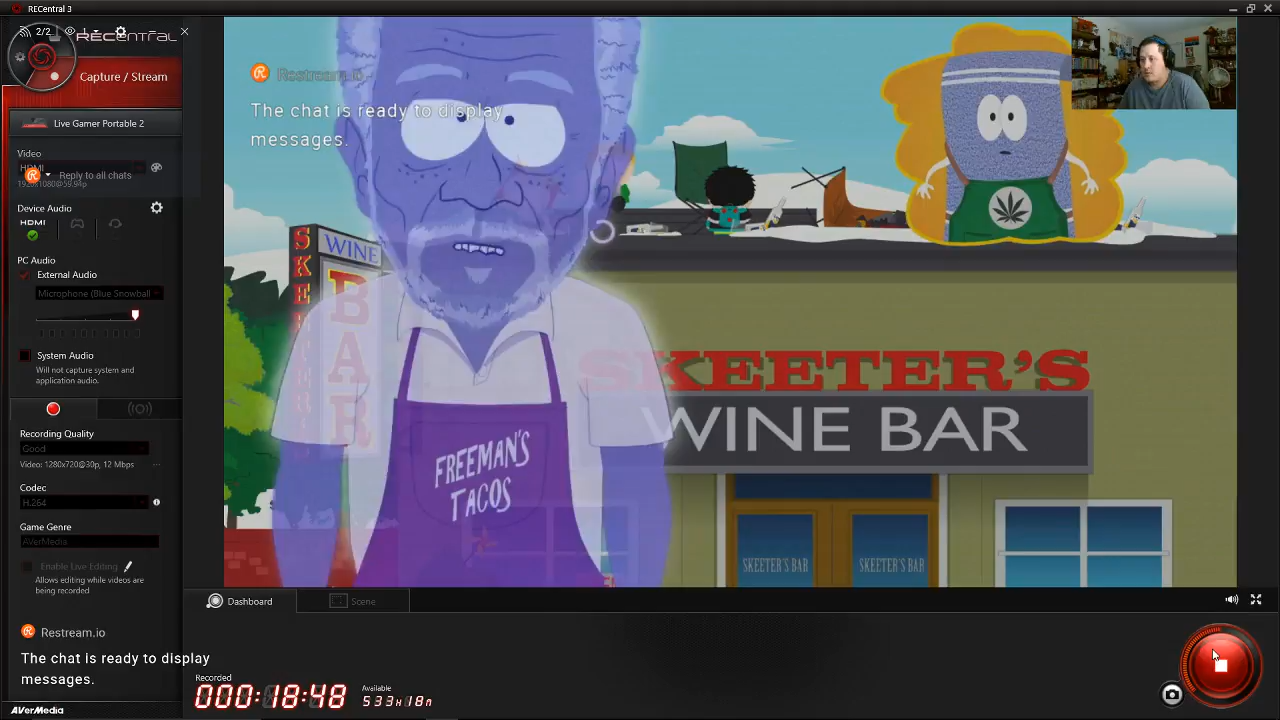 RECentral 3
2/2
RECENTRAL
Capture / Stream
Live Gamer Portable 2
Video
HDMI
1920x1080@59.94p
Reply to all chats
Device Audio
HDMI
PC Audio
External Audio
Microphone (Blue Snowball
System Audio
Will not capture system and
application audio.
Recording Quality
Good
Video: 1280x720@30p, 12 Mbps
Codec
H.264
Game Genre
AVerMedia
Enable Live Editing
Allows editing while videos are
being recorded
Restream.io
The chat is ready to display
messages.
AVerMedia
Restream.io
The chat is ready to display
messages.
WINE
BAR
FREEMAN'S
TACOS
SKEETER'S
WINE BAR
SKEETER'S BAR
SKEETER'S BAR
Dashboard
Scene
Recorded
000:18:48
Available
533H18M